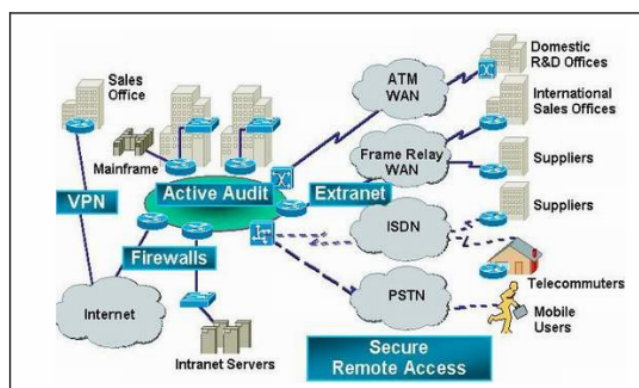 Sales
Office
Mainframe
VPN
Active Audit
Extranet
Firewalls
Internet
Intranet Servers
ATM
WAN
Frame Relay
WAN
ISDN
PSTN
Domestic
R&D Offices
International
Sales Offices
Suppliers
Suppliers
Telecommuters
Mobile
Users
Secure
Remote Access